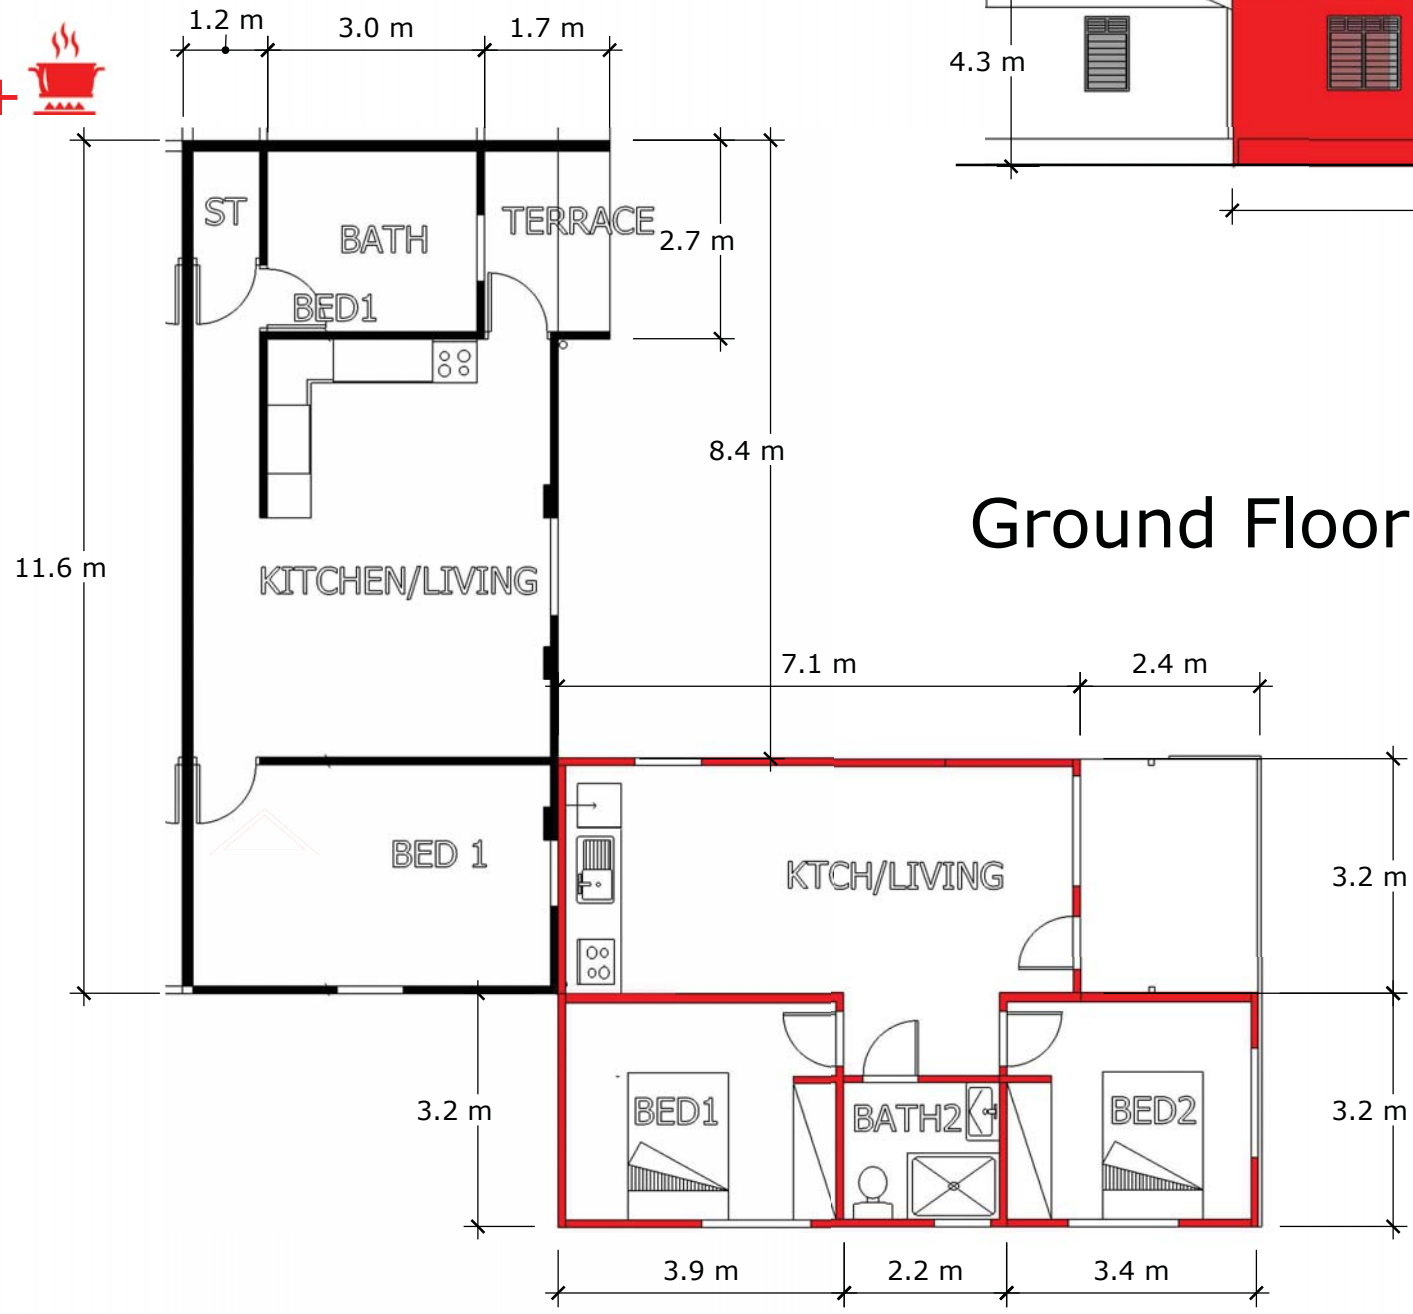 1.2 m 3.0 m 1.7 m
4.3 m
+
ST
BATH
TERRACE
2.7 m
BED1
8.4 m
Ground Floor
11.6 m
KITCHEN/LIVING
7.1 m 2.4 m
BED 1
KTCH/LIVING
3.2 m
3.2 m
BED1
BATH2
BED2
3.2 m
3.9 m 2.2 m 3.4 m